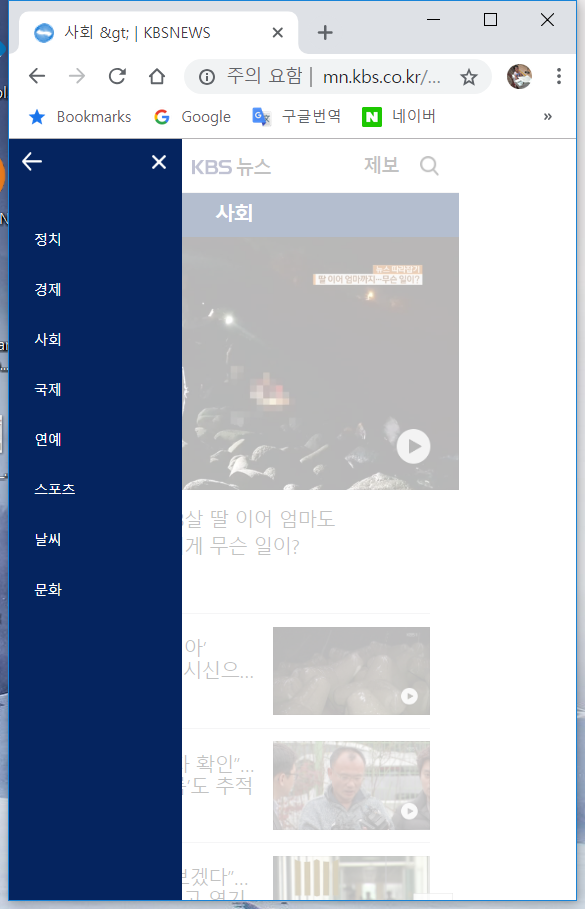 사회 &gt; | KBSNEWS
주의 요함 | mn.kbs.co.kr/...
Bookmarks Google 구글번역 네이버 »
KBS 뉴스 제보
사회
정치
경제
사회
국제
연예
스포츠
날씨
문화
뉴스 따라잡기
딸 이어 엄마까지…무슨 일이?
살 딸 이어 엄마도
게 무슨 일이?
아’
시신으...
확인”...
도 추적
보겠다”...